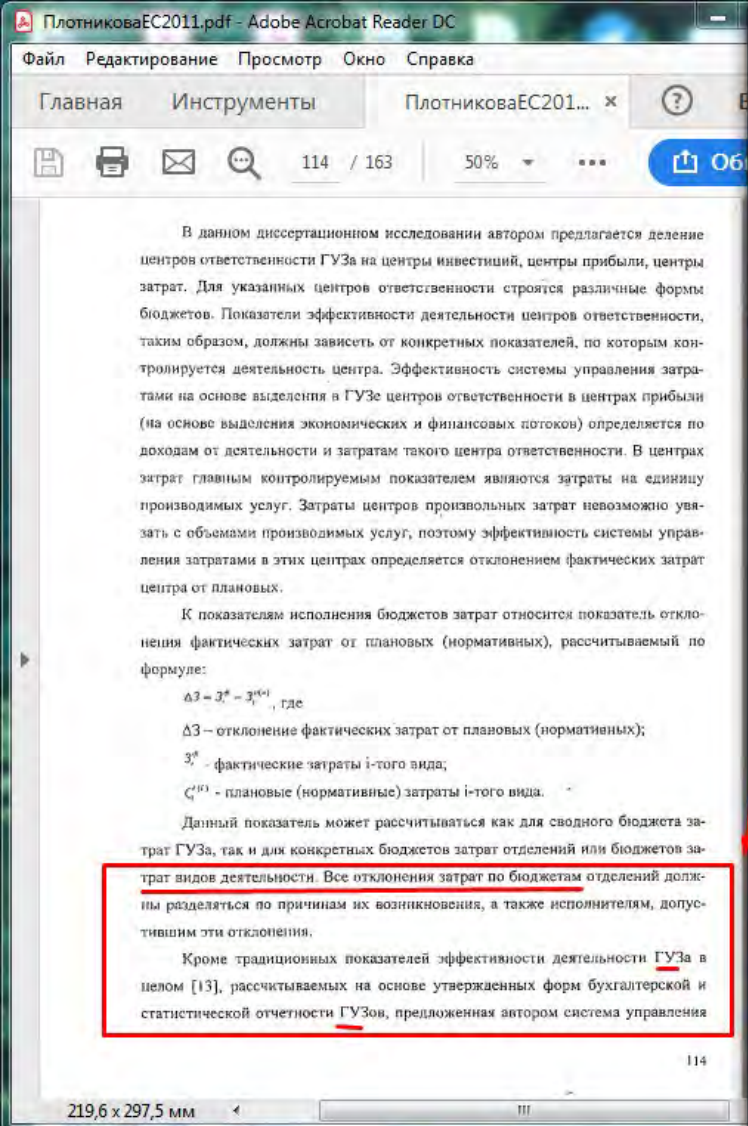 ПлотниковаЕС2011.pdf - Adobe Acrobat Reader DC
Файл Редактирование Просмотр Окно Справка
Главная Инструменты ПлотниковаЕС201... × ?
114 / 163 50% ••• Об
В данном диссертационном исследовании автором предлагается деление
центров ответственности ГУЗа на центры инвестиций, центры прибыли, центры
затрат. Для указанных центров ответственности строятся различные формы
бюджетов. Показатели эффективности деятельности центров ответственности,
таким образом, должны зависеть от конкретных показателей, по которым кон-
тролируется деятельность центра. Эффективность системы управления затра-
тами на основе выделения в ГУЗе центров ответственности в центрах прибыли
(на основе выделения экономических и финансовых потоков) определяется по
доходам от деятельности и затратам такого центра ответственности. В центрах
затрат главным контролируемым показателем являются затраты на единицу
производимых услуг. Затраты центров произвольных затрат невозможно увя-
зать с объемами производимых услуг, поэтому эффективность системы управ-
ления затратами в этих центрах определяется отклонением фактических затрат
центра от плановых.
К показателям исполнения бюджетов затрат относится показатель откло-
нения фактических затрат от плановых (нормативных), рассчитываемый по
формуле:
, где
ΔЗ – отклонение фактических затрат от плановых (нормативных);
- фактические затраты i-того вида;
- плановые (нормативные) затраты i-того вида.
Данный показатель может рассчитываться как для сводного бюджета за-
трат ГУЗа, так и для конкретных бюджетов затрат отделений или бюджетов за-
трат видов деятельности. Все отклонения затрат по бюджетам отделений долж-
ны разделяться по причинам их возникновения, а также исполнителям, допус-
тившим эти отклонения.
Кроме традиционных показателей эффективности деятельности ГУЗа в
целом [13], рассчитываемых на основе утвержденных форм бухгалтерской и
статистической отчетности ГУЗов, предложенная автором система управления
114
219,6 x 297,5 мм